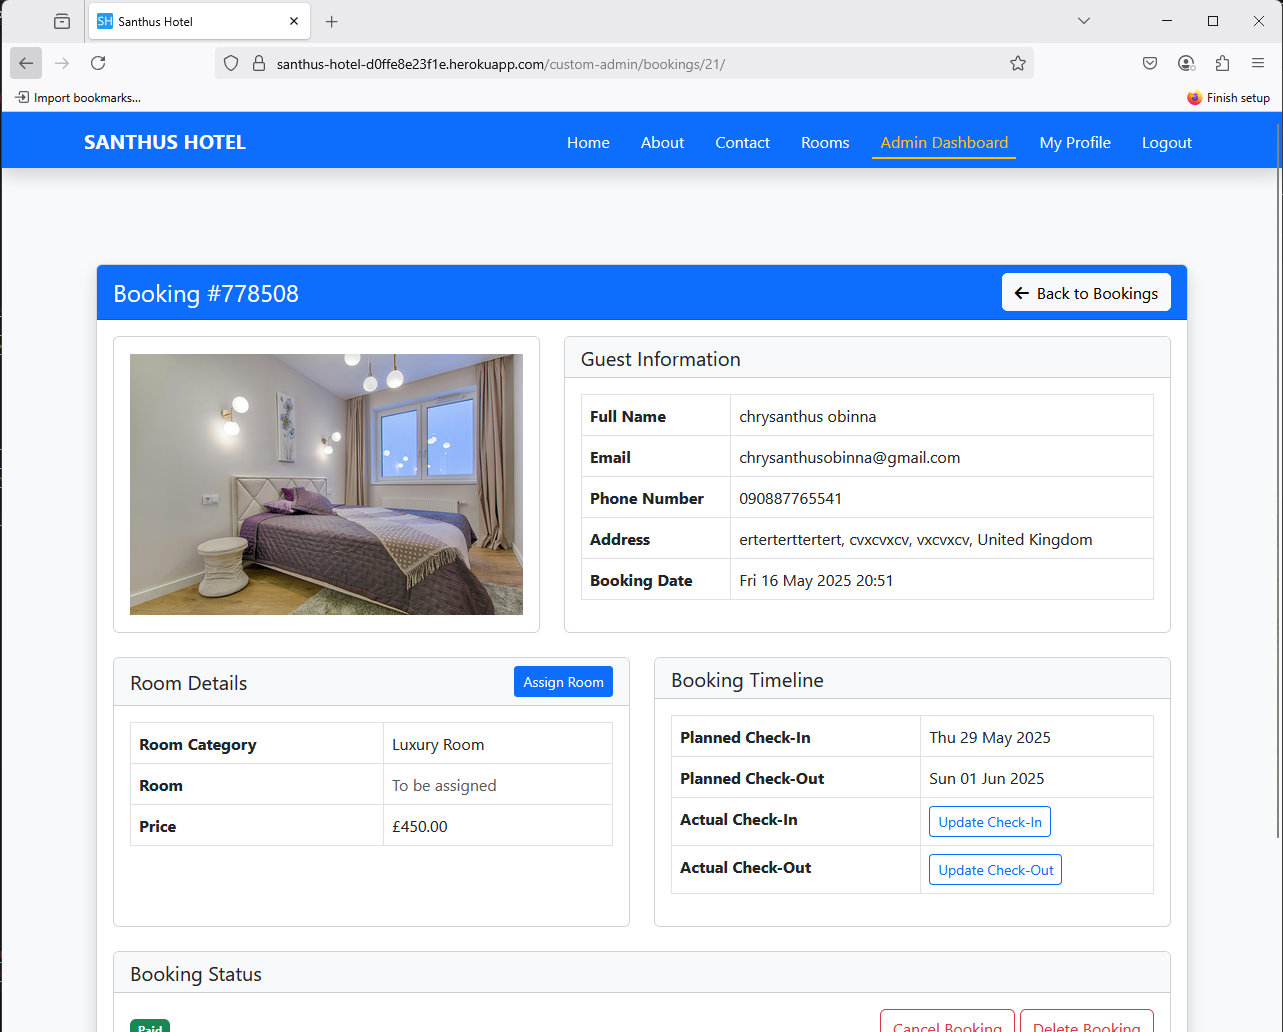 SH Santhus Hotel
santhus-hotel-d0ffe8e23f1e.herokuapp.com/custom-admin/bookings/21/
Import bookmarks...
Finish setup
SANTHUS HOTEL
Home About Contact Rooms Admin Dashboard My Profile Logout
Booking #778508
Back to Bookings
Guest Information
Full Name chrysanthus obinna
Email chrysanthusobinna@gmail.com
Phone Number 090887765541
Address erterterttertert, cvxcvxcv, vxcvxcv, United Kingdom
Booking Date Fri 16 May 2025 20:51
Room Details
Assign Room
Room Category Luxury Room
Room To be assigned
Price £450.00
Booking Timeline
Planned Check-In Thu 29 May 2025
Planned Check-Out Sun 01 Jun 2025
Actual Check-In Update Check-In
Actual Check-Out Update Check-Out
Booking Status
Paid
Cancel Booking Delete Booking